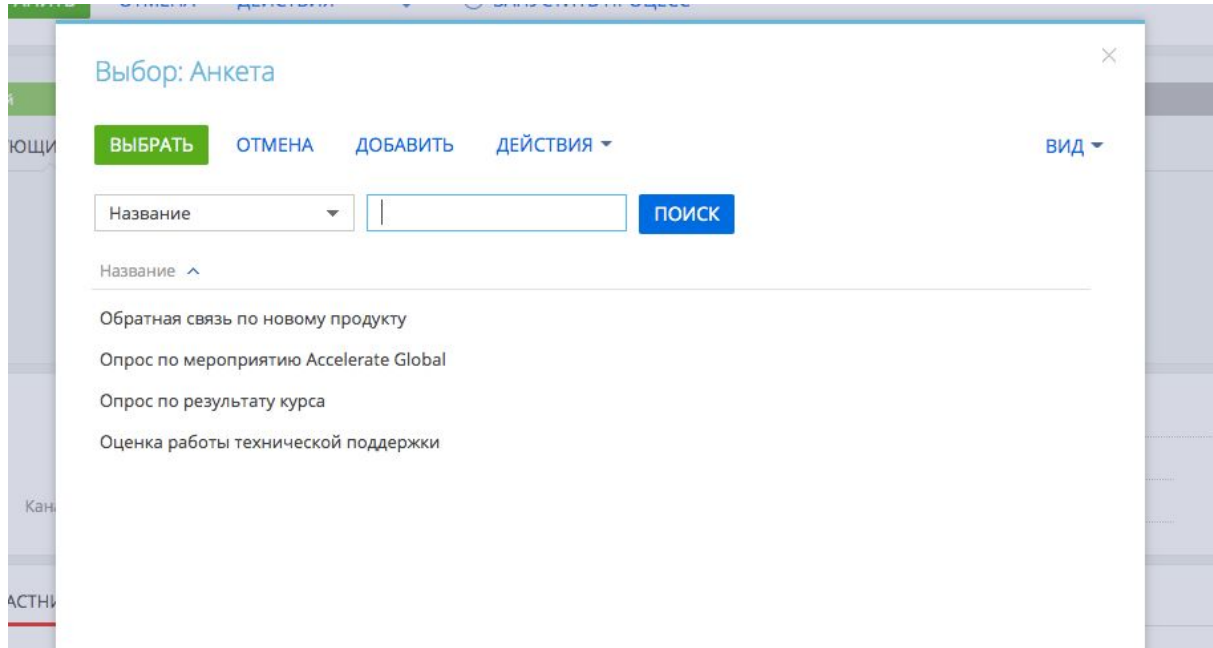 Выбор: Анкета
ВЫБРАТЬ ОТМЕНА ДОБАВИТЬ ДЕЙСТВИЯ ВИД
Название ПОИСК
Название
Обратная связь по новому продукту
Опрос по мероприятию Accelerate Global
Опрос по результату курса
Оценка работы технической поддержки